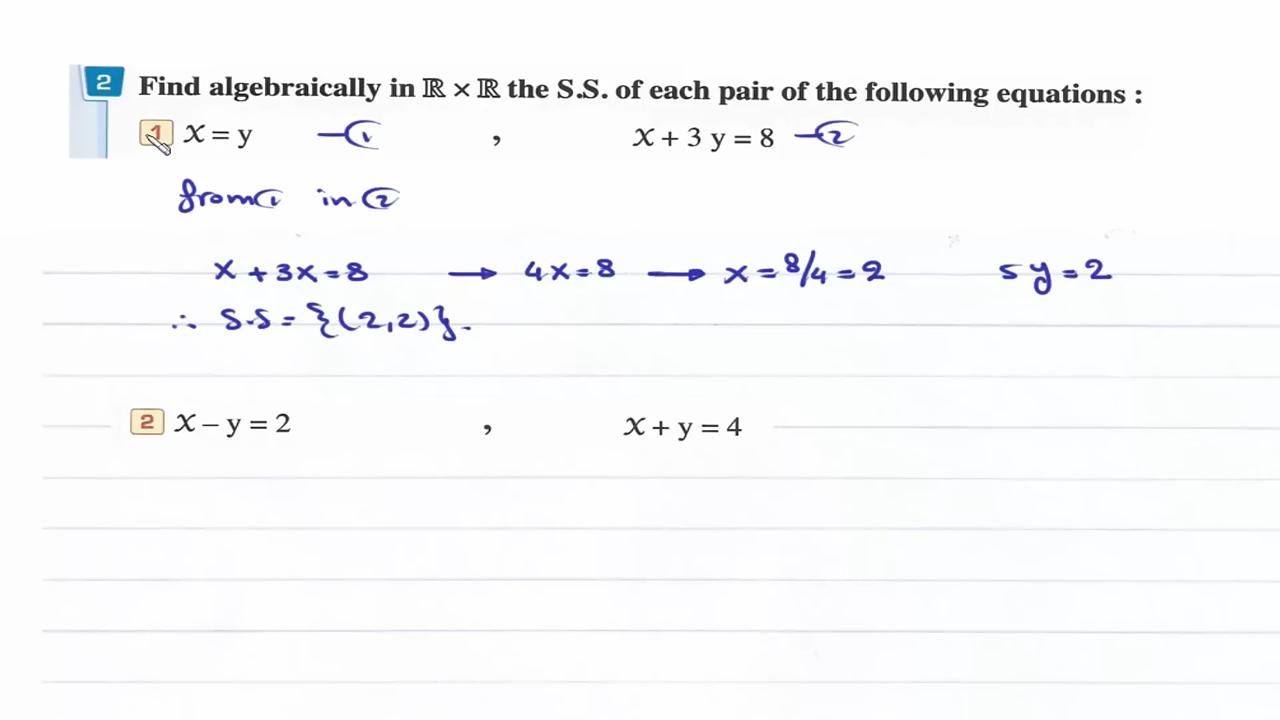 2 Find algebraically in ℝ × ℝ the S.S. of each pair of the following equations :
1 x = y —① , x + 3 y = 8 —②
from ① in ②
x + 3x = 8 → 4x = 8 → x = 8/4 = 2 , y = 2
∴ S.S = {(2,2)}.
2 x – y = 2 , x + y = 4